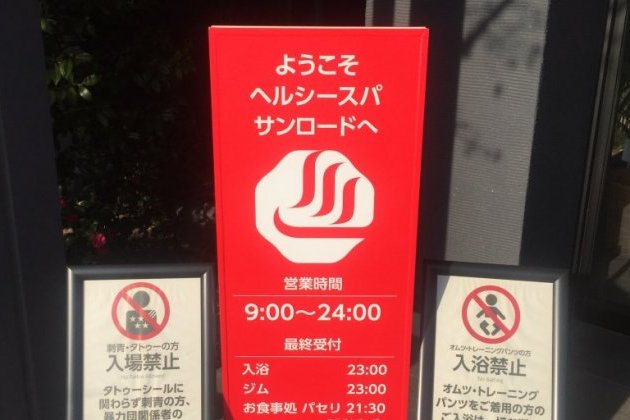 ようこそ
ヘルシースパ
サンロードへ
営業時間
9:00～24:00
最終受付
入浴 23:00
ジム 23:00
お食事処 パセリ 21:30
刺青・タトゥーの方
入場禁止
タトゥーシールに
関わらず刺青の方、
暴力団関係者の
オムツ・トレーニングパンツの方
入浴禁止
オムツ・トレーニング
パンツをご着用の方の